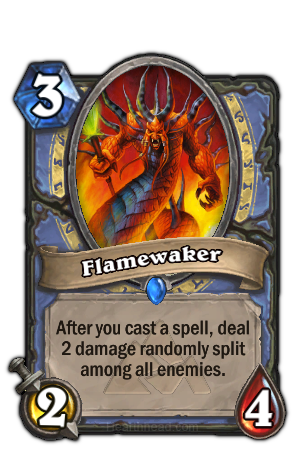 3
Flamewaker
After you cast a spell, deal
2 damage randomly split
among all enemies.
2
4